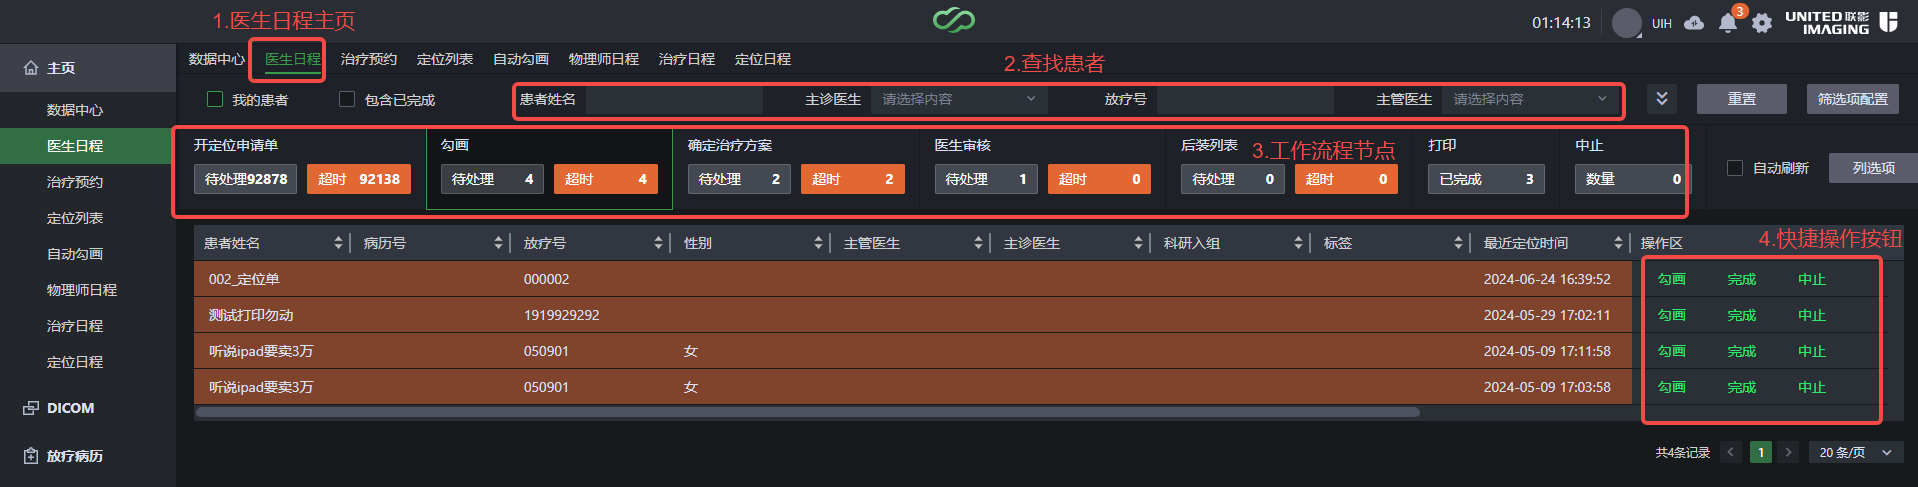 1.医生日程主页
01:14:13
UIH
3
UNITED 联影
IMAGING
主页
数据中心 医生日程 治疗预约 定位列表 自动勾画 物理师日程 治疗日程 定位日程
2.查找患者
数据中心
医生日程
治疗预约
定位列表
自动勾画
物理师日程
治疗日程
定位日程
DICOM
放疗病历
我的患者 包含已完成 患者姓名 主诊医生 请选择内容 放疗号 主管医生 请选择内容 重置 筛选项配置
开定位申请单 勾画 确定治疗方案 医生审核 后装列表 打印 中止
3.工作流程节点
待处理92878 超时 92138 待处理 4 超时 4 待处理 2 超时 2 待处理 1 超时 0 待处理 0 超时 0 已完成 3 数量 0
自动刷新 列选项
患者姓名 病历号 放疗号 性别 主管医生 主诊医生 科研入组 标签 最近定位时间 操作区
4.快捷操作按钮
002_定位单 000002 2024-06-24 16:39:52 勾画 完成 中止
测试打印勿动 1919929292 2024-05-29 17:02:11 勾画 完成 中止
听说ipad要卖3万 050901 女 2024-05-09 17:11:58 勾画 完成 中止
听说ipad要卖3万 050901 女 2024-05-09 17:03:58 勾画 完成 中止
共4条记录 1 20 条/页